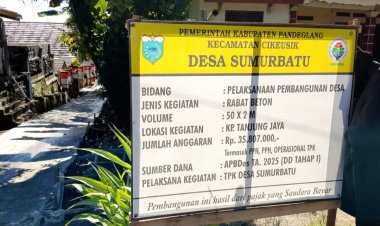 PEMERINTAH KABUPATEN PANDEGLANG
KECAMATAN CIKEUSIK
DESA SUMURBATU
BIDANG : PELAKSANAAN PEMBANGUNAN DESA
JENIS KEGIATAN : RABAT BETON
VOLUME : 50 X 2 M
LOKASI KEGIATAN : KP. TANJUNG JAYA
JUMLAH ANGGARAN : Rp. 35.807.000,-
Termasuk PPN, PPH, OPERASIONAL TPK
SUMBER DANA : APBDes TA. 2025 (DD TAHAP I)
PELAKSANA KEGIATAN : TPK DESA SUMURBATU
Pembangunan ini hasil dari pajak yang Saudara Bayar